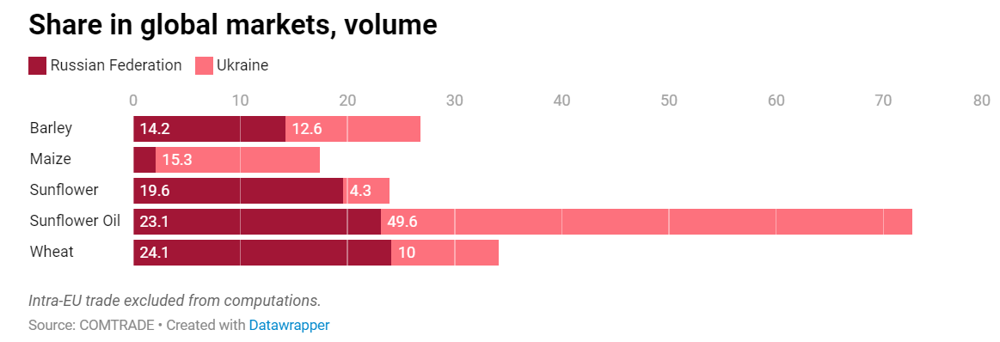 Share in global markets, volume
Russian Federation Ukraine
0 10 20 30 40 50 60 70 80
Barley 14.2 12.6
Maize 15.3
Sunflower 19.6 4.3
Sunflower Oil 23.1 49.6
Wheat 24.1 10
Intra-EU trade excluded from computations.
Source: COMTRADE • Created with Datawrapper